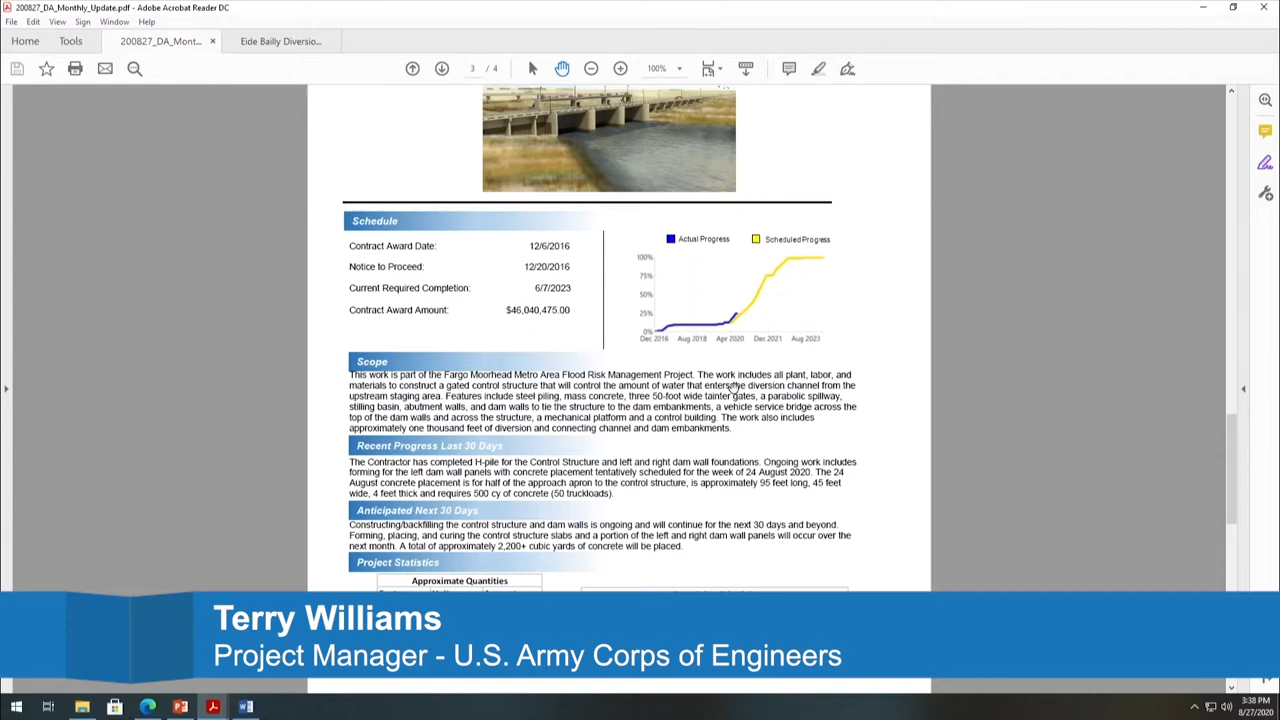 200827_DA_Monthly_Update.pdf - Adobe Acrobat Reader DC
File Edit View Sign Window Help
Home Tools 200827_DA_Mont... × Eide Bailly Diversio...
3 / 4 100%
Schedule
Contract Award Date: 12/6/2016
Notice to Proceed: 12/20/2016
Current Required Completion: 6/7/2023
Contract Award Amount: $46,040,475.00
Actual Progress Scheduled Progress
100%
75%
50%
25%
0%
Dec 2016 Aug 2018 Apr 2020 Dec 2021 Aug 2023
Scope
This work is part of the Fargo Moorhead Metro Area Flood Risk Management Project. The work includes all plant, labor, and
materials to construct a gated control structure that will control the amount of water that enters the diversion channel from the
upstream staging area. Features include steel piling, mass concrete, three 50-foot wide tainter gates, a parabolic spillway,
stilling basin, abutment walls, and dam walls to tie the structure to the dam embankments, a vehicle service bridge across the
top of the dam walls and across the structure, a mechanical platform and a control building. The work also includes
approximately one thousand feet of diversion and connecting channel and dam embankments.
Recent Progress Last 30 Days
The Contractor has completed H-pile for the Control Structure and left and right dam wall foundations. Ongoing work includes
forming for the left dam wall panels with concrete placement tentatively scheduled for the week of 24 August 2020. The 24
August concrete placement is for half of the approach apron to the control structure, is approximately 95 feet long, 45 feet
wide, 4 feet thick and requires 500 cy of concrete (50 truckloads).
Anticipated Next 30 Days
Constructing/backfilling the control structure and dam walls is ongoing and will continue for the next 30 days and beyond.
Forming, placing, and curing the control structure slabs and a portion of the left and right dam wall panels will occur over the
next month. A total of approximately 2,200+ cubic yards of concrete will be placed.
Project Statistics
Approximate Quantities
Terry Williams
Project Manager - U.S. Army Corps of Engineers
3:38 PM
8/27/2020